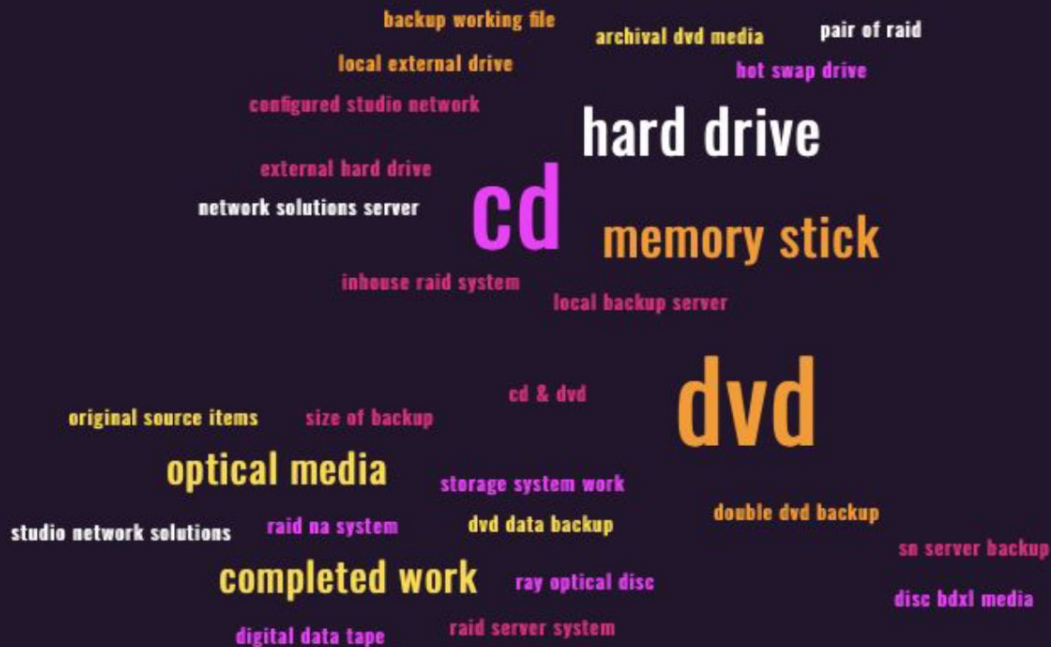 backup working file
archival dvd media
pair of raid
local external drive
hot swap drive
configured studio network
hard drive
external hard drive
cd
network solutions server
memory stick
inhouse raid system
local backup server
dvd
cd & dvd
original source items
size of backup
optical media
storage system work
double dvd backup
studio network solutions
raid na system
dvd data backup
sn server backup
completed work
ray optical disc
disc bdxl media
digital data tape
raid server system